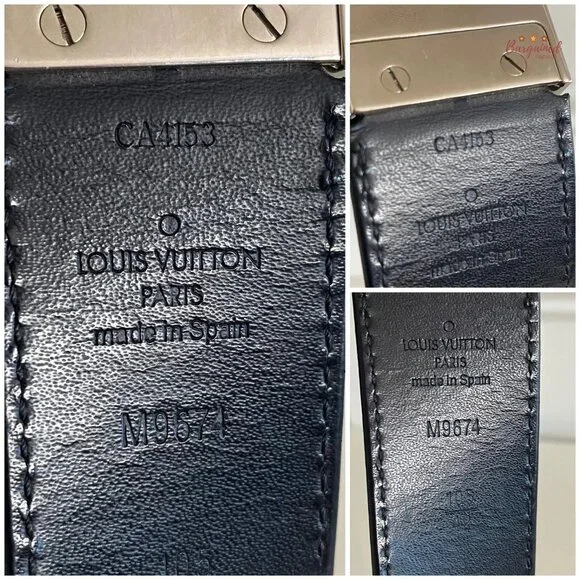 CA4153
O
LOUIS VUITTON
PARIS
made in Spain
M9674
Bargained
CA4153
O
LOUIS VUITTON
PARIS
made in Spain
O
LOUIS VUITTON
PARIS
made in Spain
M9674